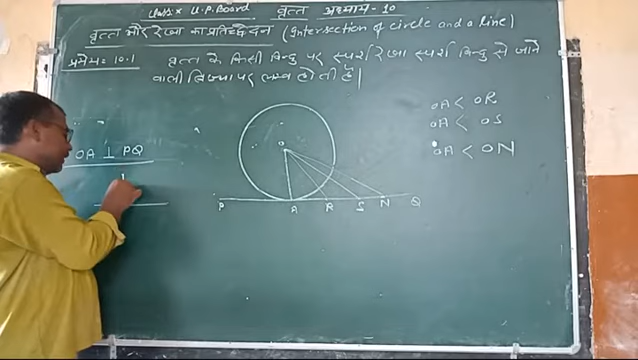 class x U.P. Board वृत्त अध्याय - 10
वृत्त और रेखा का प्रतिच्छेदन (Intersection of circle and a line)
प्रमेय = 10.1 वृत्त के किसी बिन्दु पर स्पर्श रेखा स्पर्श बिन्दु से जाने
वाली त्रिज्या पर लम्ब होती है|
OA < OR
OA < OS
OA < ON
OA ⊥ PQ
O
P A R S N Q